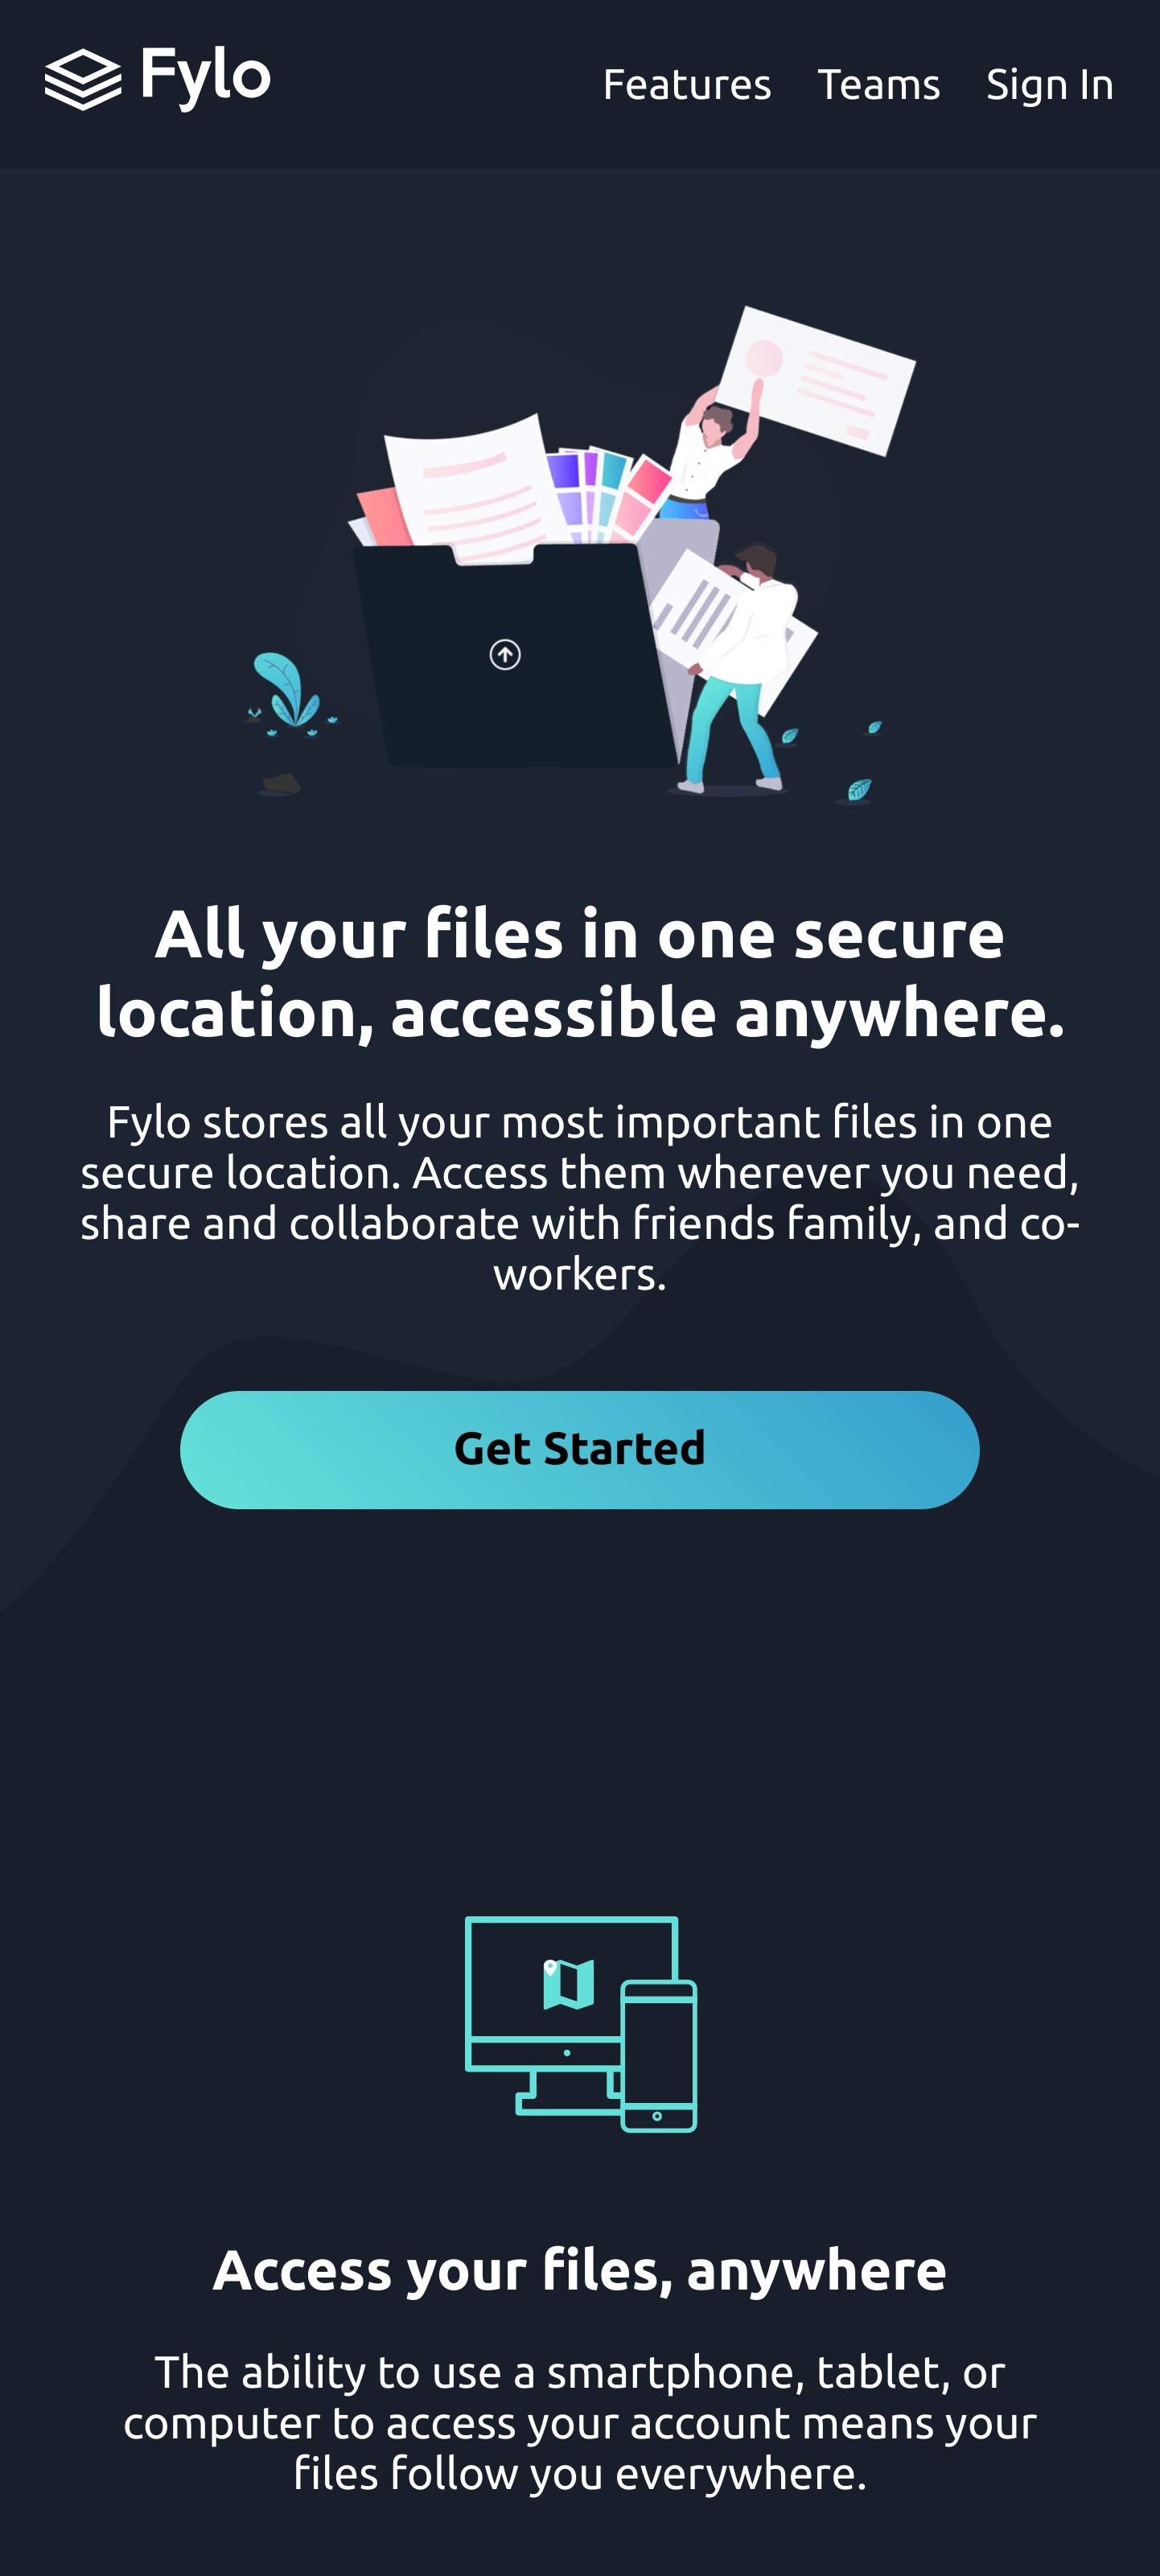 Fylo
Features Teams Sign In
All your files in one secure
location, accessible anywhere.
Fylo stores all your most important files in one
secure location. Access them wherever you need,
share and collaborate with friends family, and co-
workers.
Get Started
Access your files, anywhere
The ability to use a smartphone, tablet, or
computer to access your account means your
files follow you everywhere.